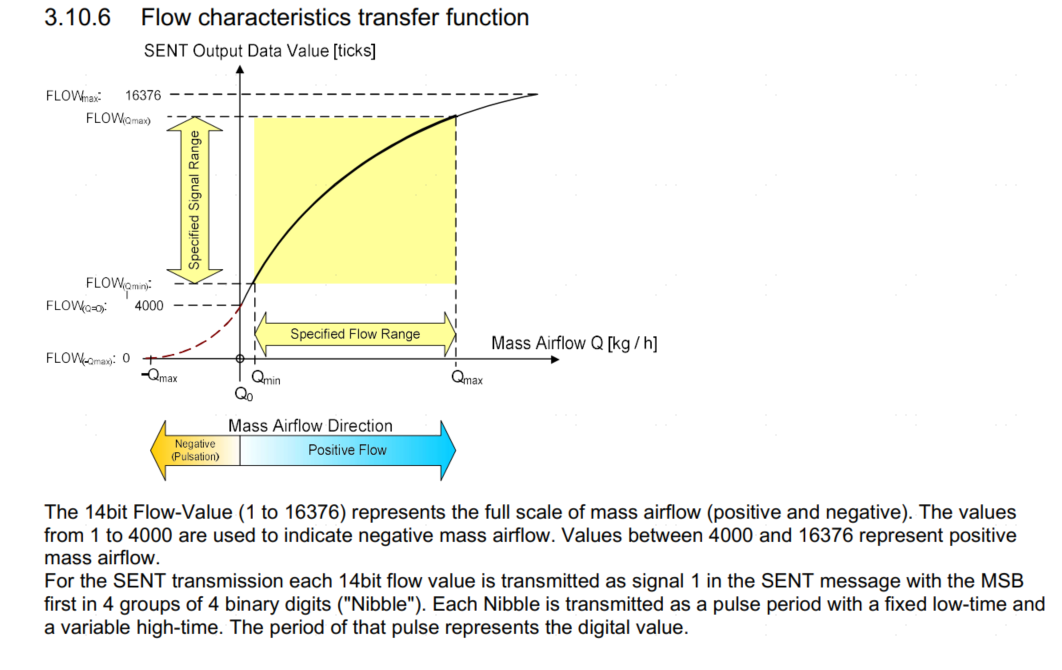 3.10.6 Flow characteristics transfer function
SENT Output Data Value [ticks]
FLOWmax: 16376
FLOW(Qmax)
Specified Signal Range
FLOW(Qmin):
FLOW(Q=0): 4000
Specified Flow Range
Mass Airflow Q [kg / h]
FLOW(-Qmax): 0
-Qmax
Qmin
Qmax
Q0
Mass Airflow Direction
Negative
(Pulsation)
Positive Flow
The 14bit Flow-Value (1 to 16376) represents the full scale of mass airflow (positive and negative). The values
from 1 to 4000 are used to indicate negative mass airflow. Values between 4000 and 16376 represent positive
mass airflow.
For the SENT transmission each 14bit flow value is transmitted as signal 1 in the SENT message with the MSB
first in 4 groups of 4 binary digits ("Nibble"). Each Nibble is transmitted as a pulse period with a fixed low-time and
a variable high-time. The period of that pulse represents the digital value.